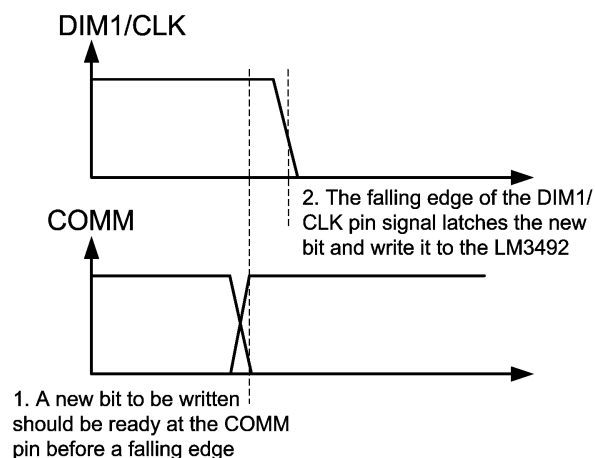 DIM1/CLK
2. The falling edge of the DIM1/
CLK pin signal latches the new
bit and write it to the LM3492
COMM
1. A new bit to be written
should be ready at the COMM
pin before a falling edge